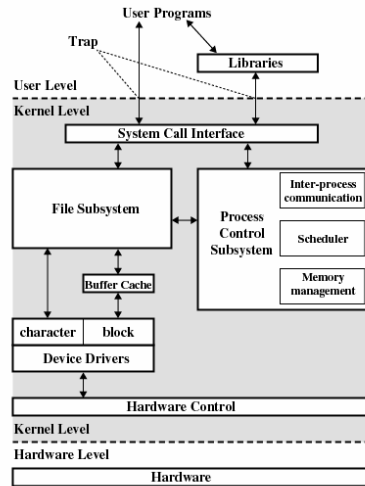 User Programs
Trap
Libraries
User Level
Kernel Level
System Call Interface
File Subsystem
Inter-process
communication
Process
Control
Subsystem
Scheduler
Memory
management
Buffer Cache
character
block
Device Drivers
Hardware Control
Kernel Level
Hardware Level
Hardware